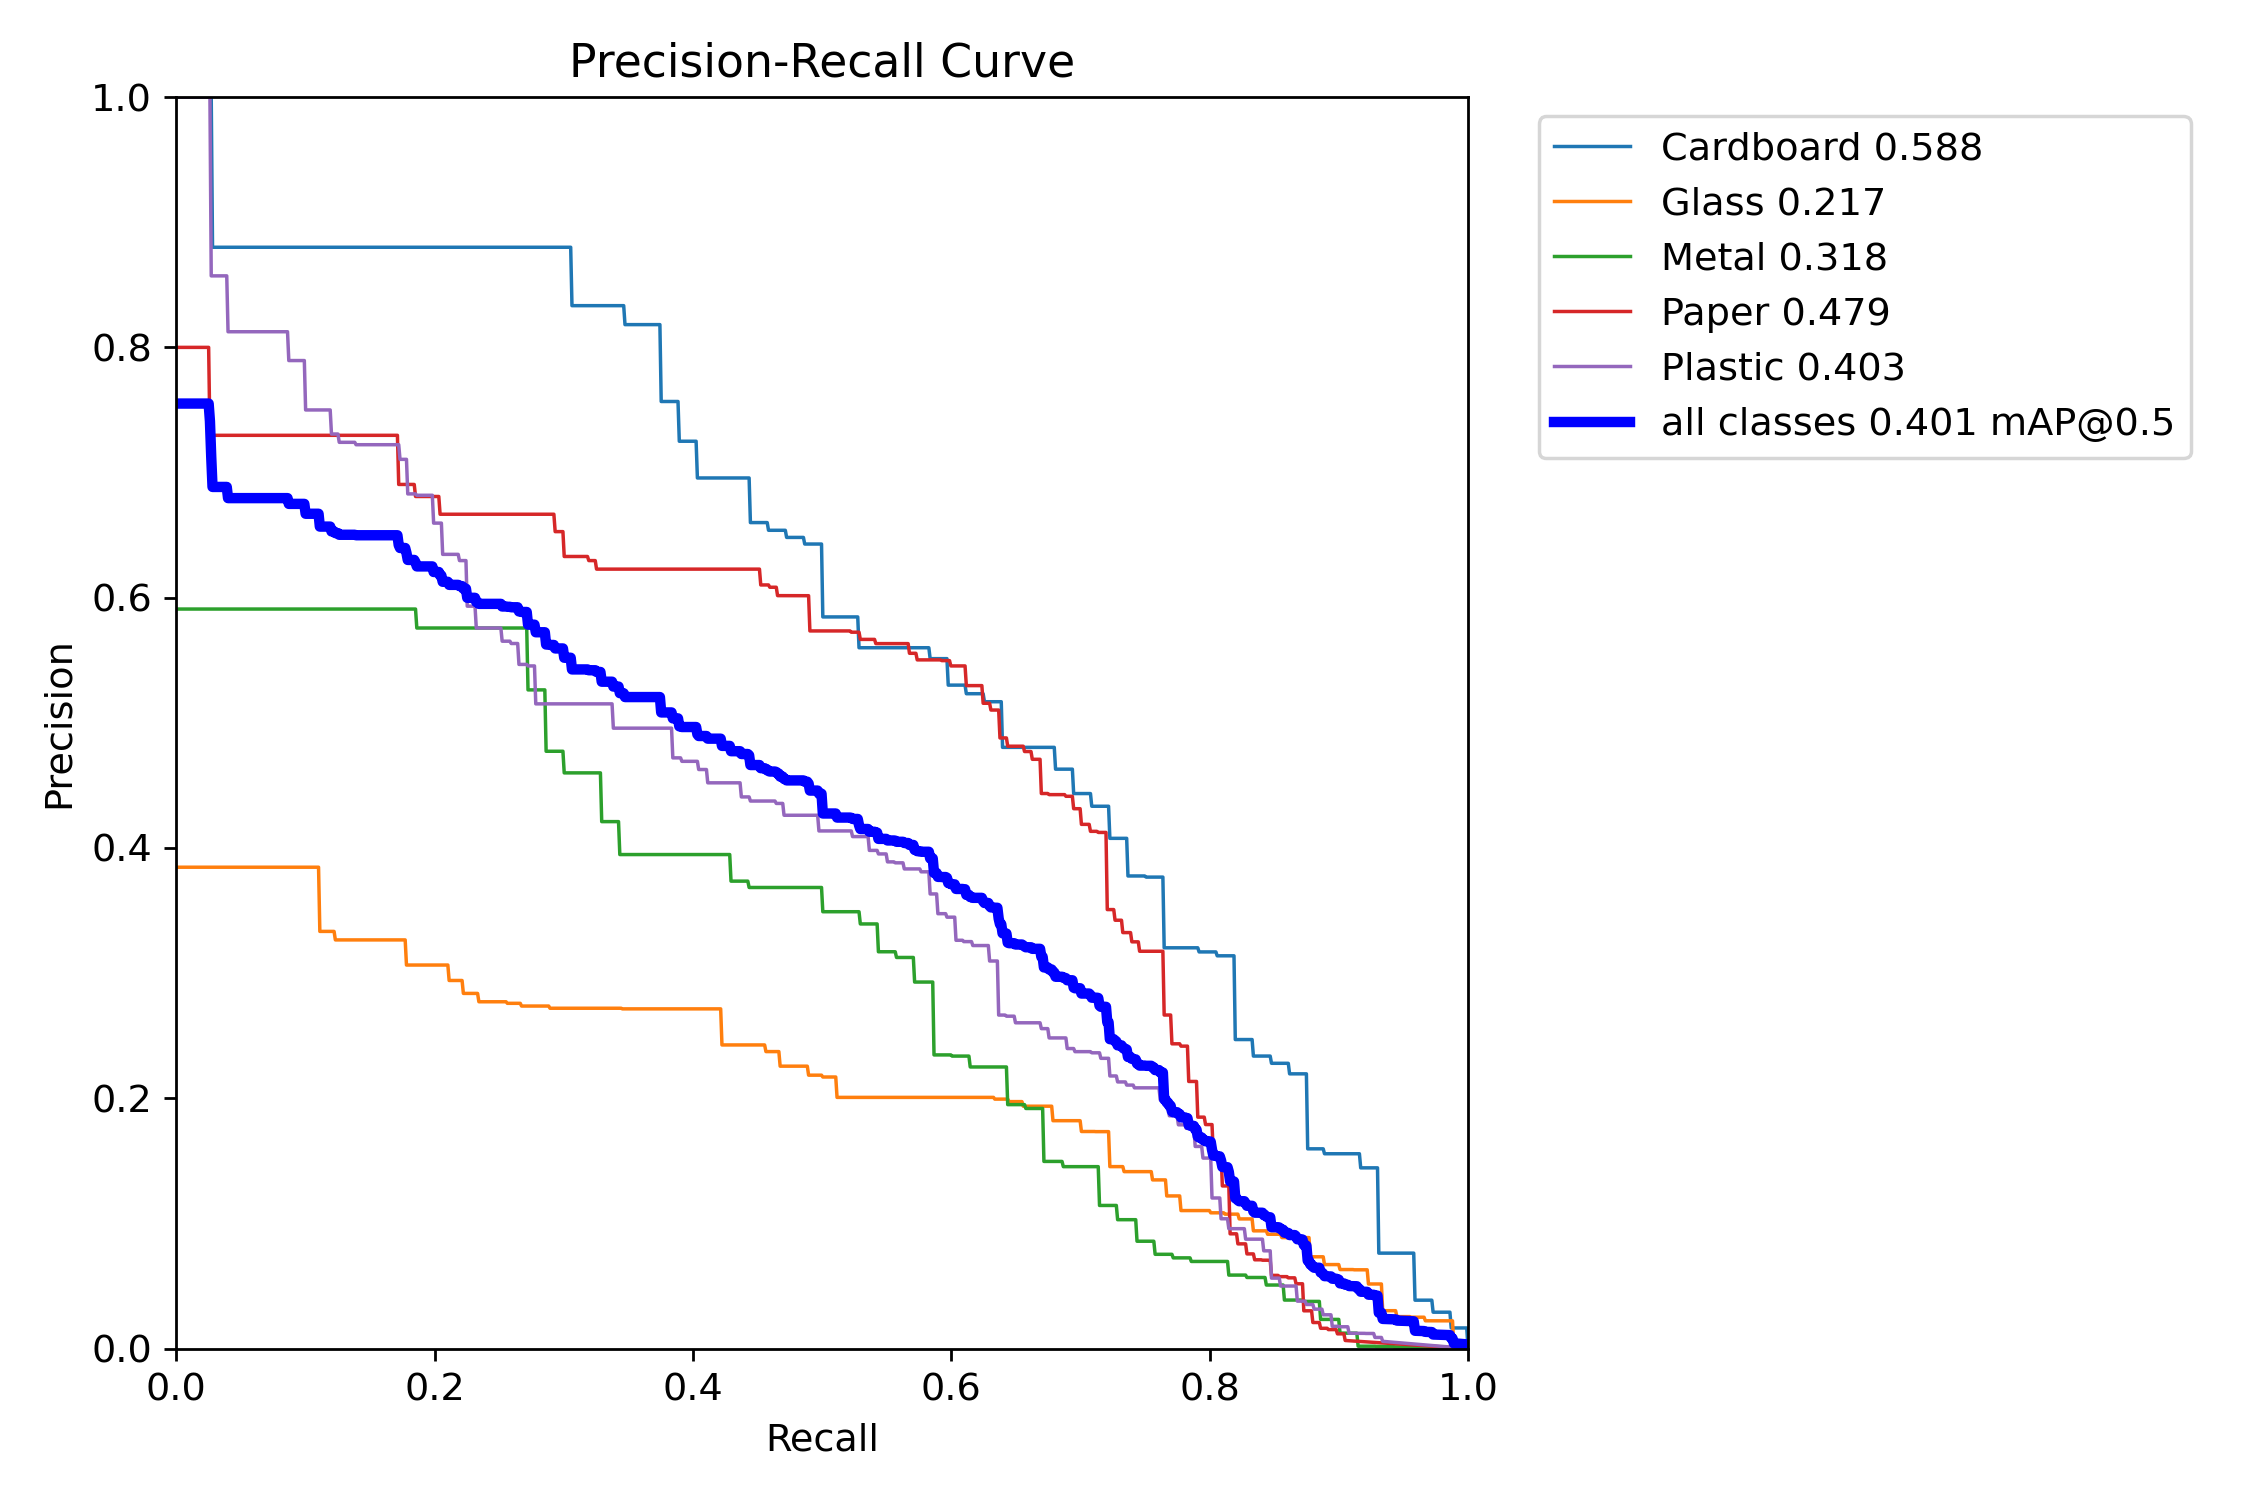 Precision-Recall Curve
1.0
0.8
0.6
0.4
0.2
0.0
Precision
0.0 0.2 0.4 0.6 0.8 1.0
Recall
Cardboard 0.588
Glass 0.217
Metal 0.318
Paper 0.479
Plastic 0.403
all classes 0.401 mAP@0.5